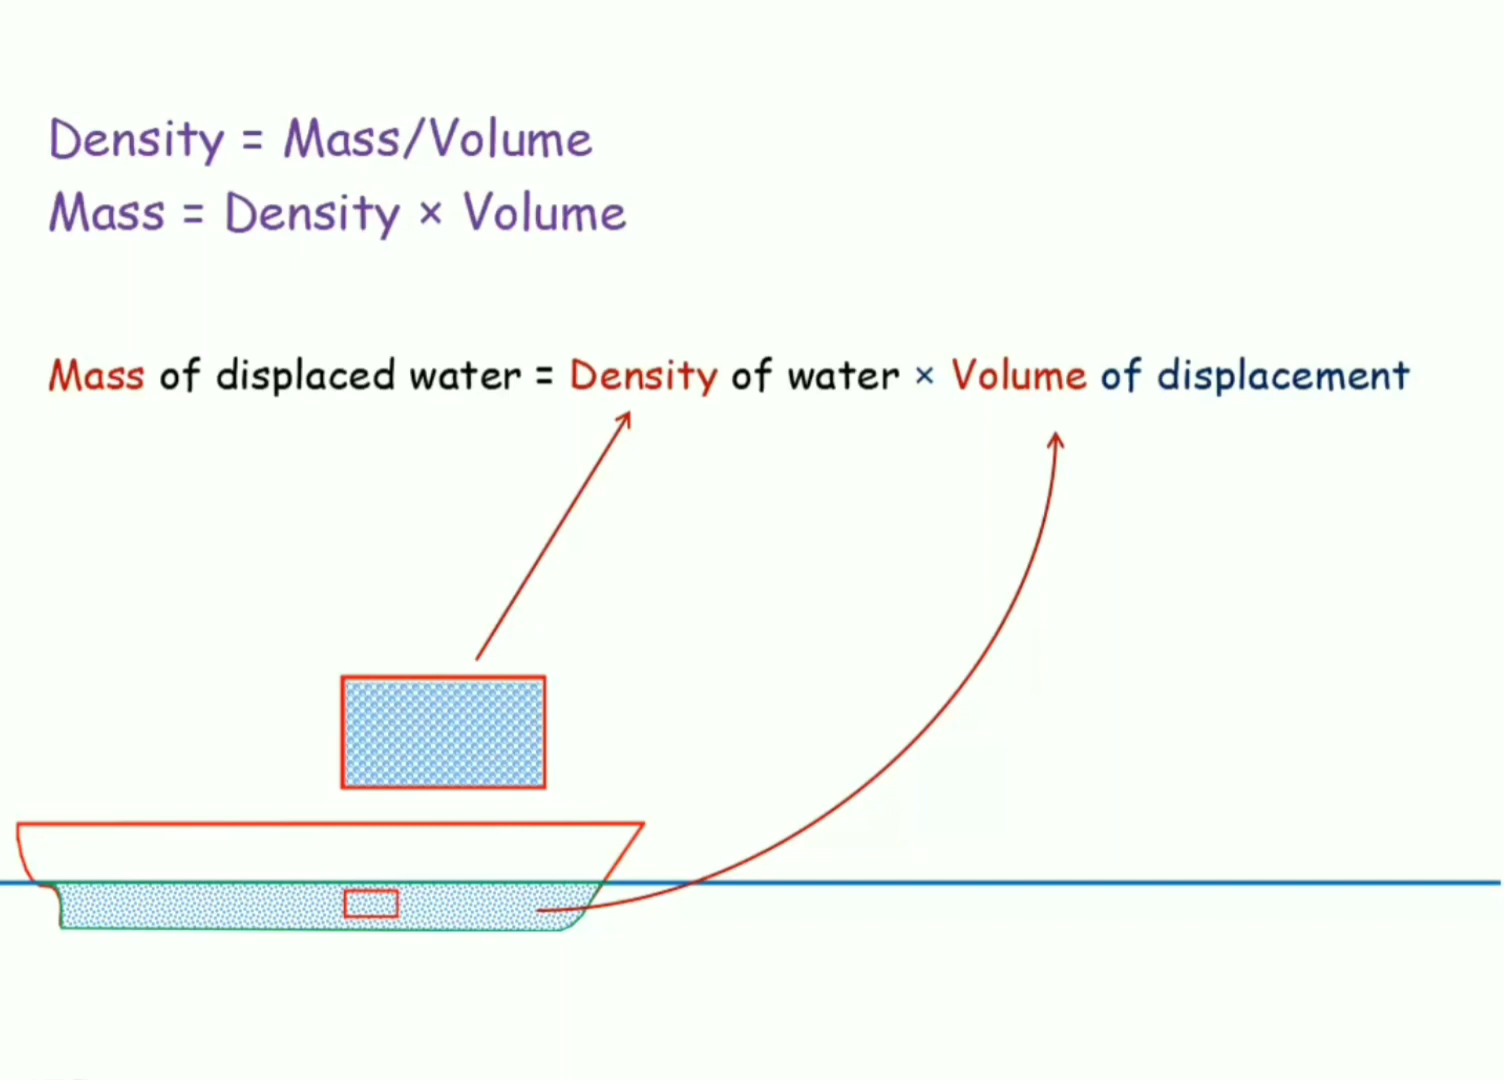 Density = Mass/Volume
Mass = Density × Volume
Mass of displaced water = Density of water × Volume of displacement